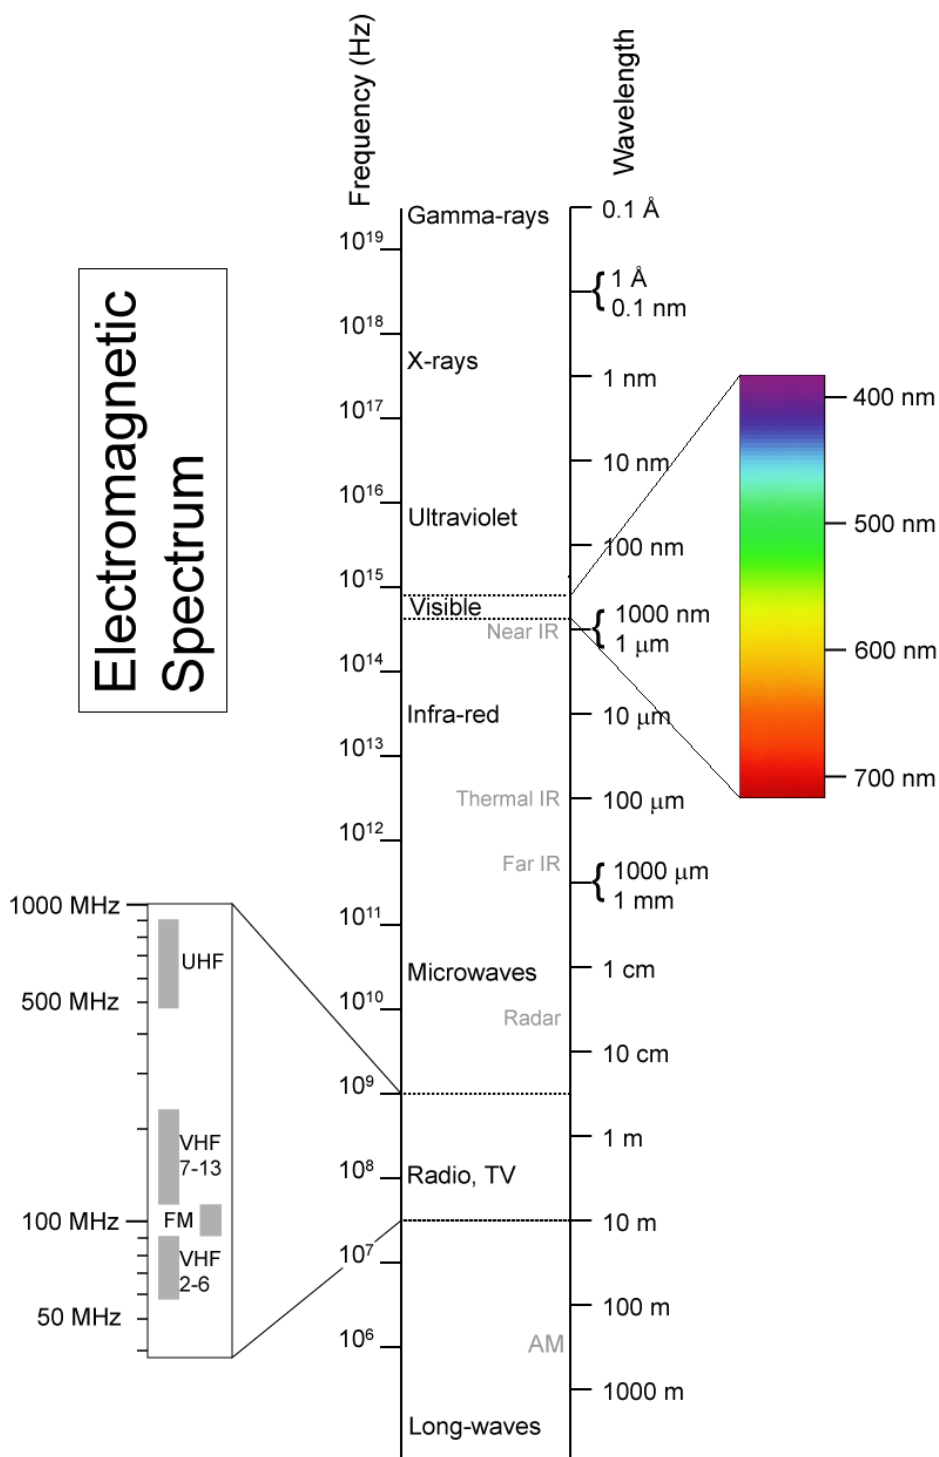 Electromagnetic
Spectrum
Frequency (Hz)
Wavelength
Gamma-rays
X-rays
Ultraviolet
Visible
Near IR
Infra-red
Thermal IR
Far IR
Microwaves
Radar
Radio, TV
AM
Long-waves
10¹⁹
10¹⁸
10¹⁷
10¹⁶
10¹⁵
10¹⁴
10¹³
10¹²
10¹¹
10¹⁰
10⁹
10⁸
10⁷
10⁶
0.1 Å
1 Å
0.1 nm
1 nm
10 nm
100 nm
1000 nm
1 µm
10 µm
100 µm
1000 µm
1 mm
1 cm
10 cm
1 m
10 m
100 m
1000 m
400 nm
500 nm
600 nm
700 nm
1000 MHz
500 MHz
100 MHz
50 MHz
UHF
VHF
7-13
FM
VHF
2-6